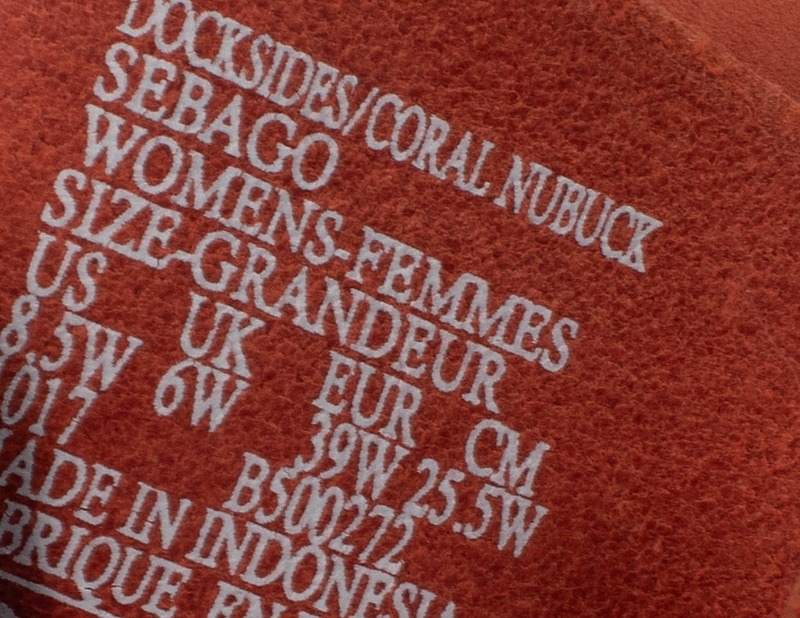 DOCKSIDES/CORAL NUBUCK
SEBAGO
WOMENS-FEMMES
SIZE-GRANDEUR
US UK EUR CM
8.5W 6W 39W 25.5W
017 B500272
ADE IN INDONESIA
BRIQUE EN